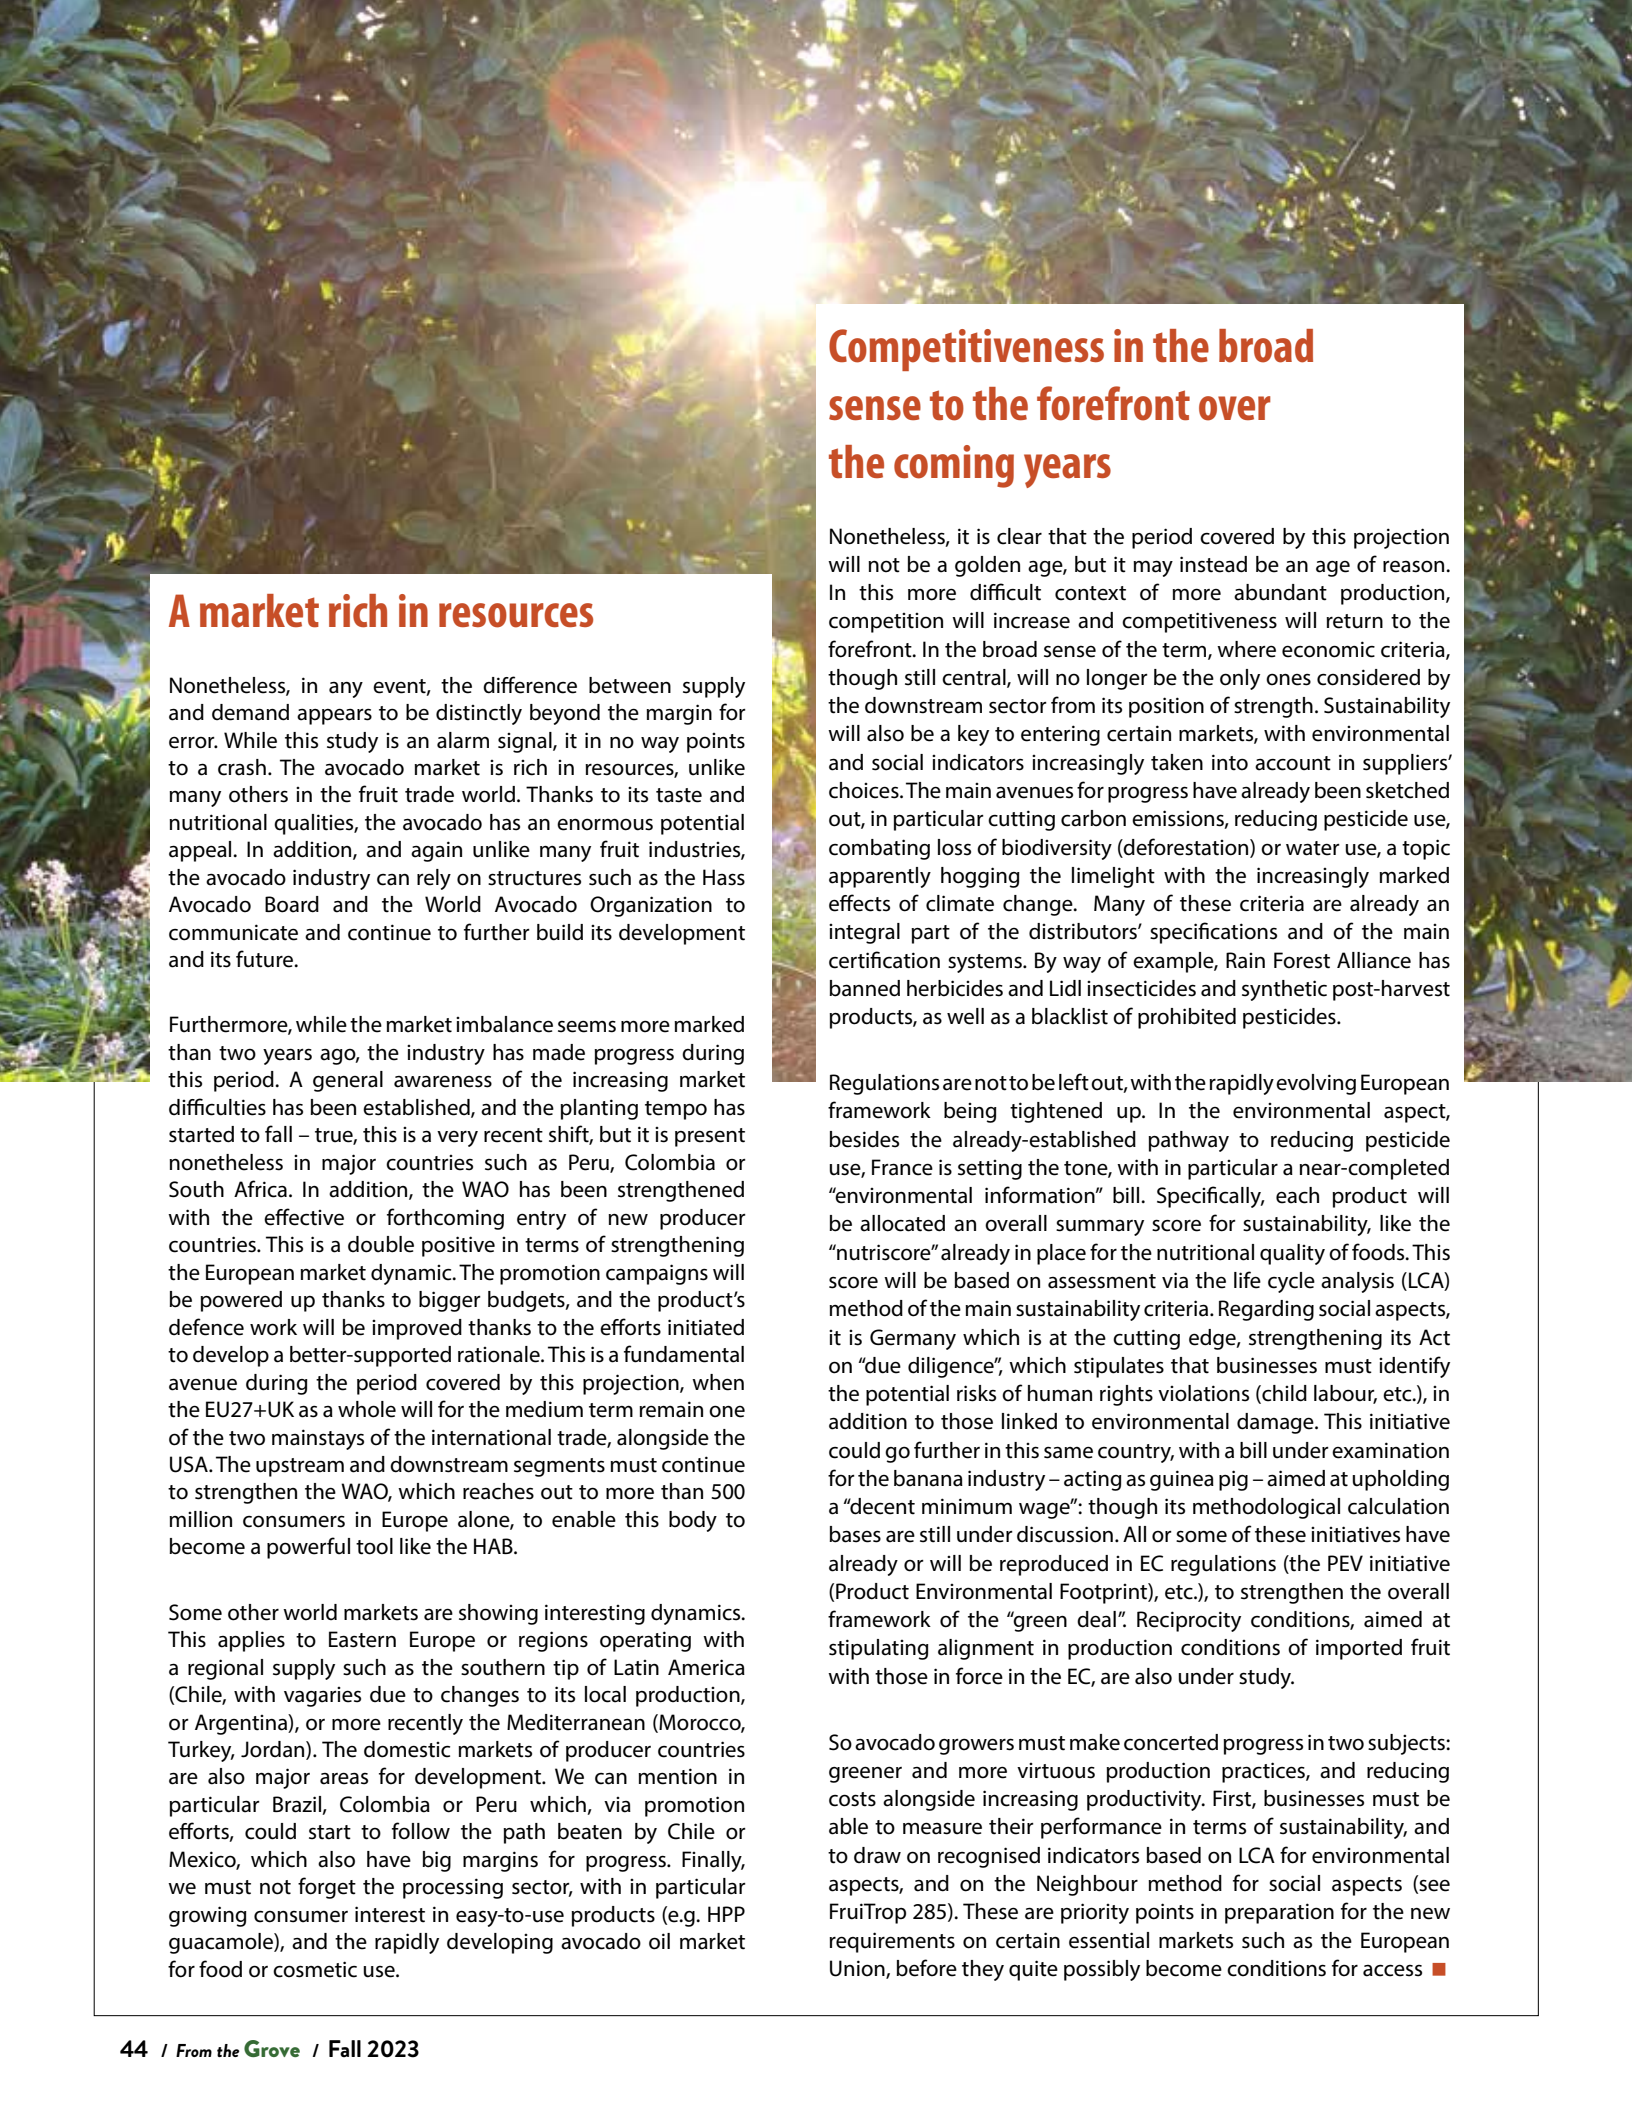 A market rich in resources
Nonetheless, in any event, the difference between supply
and demand appears to be distinctly beyond the margin for
error. While this study is an alarm signal, it in no way points
to a crash. The avocado market is rich in resources, unlike
many others in the fruit trade world. Thanks to its taste and
nutritional qualities, the avocado has an enormous potential
appeal. In addition, and again unlike many fruit industries,
the avocado industry can rely on structures such as the Hass
Avocado Board and the World Avocado Organization to
communicate and continue to further build its development
and its future.
Furthermore, while the market imbalance seems more marked
than two years ago, the industry has made progress during
this period. A general awareness of the increasing market
difficulties has been established, and the planting tempo has
started to fall – true, this is a very recent shift, but it is present
nonetheless in major countries such as Peru, Colombia or
South Africa. In addition, the WAO has been strengthened
with the effective or forthcoming entry of new producer
countries. This is a double positive in terms of strengthening
the European market dynamic. The promotion campaigns will
be powered up thanks to bigger budgets, and the product's
defence work will be improved thanks to the efforts initiated
to develop a better-supported rationale. This is a fundamental
avenue during the period covered by this projection, when
the EU27+UK as a whole will for the medium term remain one
of the two mainstays of the international trade, alongside the
USA. The upstream and downstream segments must continue
to strengthen the WAO, which reaches out to more than 500
million consumers in Europe alone, to enable this body to
become a powerful tool like the HAB.
Some other world markets are showing interesting dynamics.
This applies to Eastern Europe or regions operating with
a regional supply such as the southern tip of Latin America
(Chile, with vagaries due to changes to its local production,
or Argentina), or more recently the Mediterranean (Morocco,
Turkey, Jordan). The domestic markets of producer countries
are also major areas for development. We can mention in
particular Brazil, Colombia or Peru which, via promotion
efforts, could start to follow the path beaten by Chile or
Mexico, which also have big margins for progress. Finally,
we must not forget the processing sector, with in particular
growing consumer interest in easy-to-use products (e.g. HPP
guacamole), and the rapidly developing avocado oil market
for food or cosmetic use.
Competitiveness in the broad
sense to the forefront over
the coming years
Nonetheless, it is clear that the period covered by this projection
will not be a golden age, but it may instead be an age of reason.
In this more difficult context of more abundant production,
competition will increase and competitiveness will return to the
forefront. In the broad sense of the term, where economic criteria,
though still central, will no longer be the only ones considered by
the downstream sector from its position of strength. Sustainability
will also be a key to entering certain markets, with environmental
and social indicators increasingly taken into account in suppliers'
choices. The main avenues for progress have already been sketched
out, in particular cutting carbon emissions, reducing pesticide use,
combating loss of biodiversity (deforestation) or water use, a topic
apparently hogging the limelight with the increasingly marked
effects of climate change. Many of these criteria are already an
integral part of the distributors' specifications and of the main
certification systems. By way of example, Rain Forest Alliance has
banned herbicides and Lidl insecticides and synthetic post-harvest
products, as well as a blacklist of prohibited pesticides.
Regulations are not to be left out, with the rapidly evolving European
framework being tightened up. In the environmental aspect,
besides the already-established pathway to reducing pesticide
use, France is setting the tone, with in particular a near-completed
“environmental information” bill. Specifically, each product will
be allocated an overall summary score for sustainability, like the
“nutriscore” already in place for the nutritional quality of foods. This
score will be based on assessment via the life cycle analysis (LCA)
method of the main sustainability criteria. Regarding social aspects,
it is Germany which is at the cutting edge, strengthening its Act
on “due diligence”, which stipulates that businesses must identify
the potential risks of human rights violations (child labour, etc.), in
addition to those linked to environmental damage. This initiative
could go further in this same country, with a bill under examination
for the banana industry – acting as guinea pig – aimed at upholding
a “decent minimum wage”: though its methodological calculation
bases are still under discussion. All or some of these initiatives have
already or will be reproduced in EC regulations (the PEV initiative
(Product Environmental Footprint), etc.), to strengthen the overall
framework of the “green deal”. Reciprocity conditions, aimed at
stipulating alignment in production conditions of imported fruit
with those in force in the EC, are also under study.
So avocado growers must make concerted progress in two subjects:
greener and more virtuous production practices, and reducing
costs alongside increasing productivity. First, businesses must be
able to measure their performance in terms of sustainability, and
to draw on recognised indicators based on LCA for environmental
aspects, and on the Neighbour method for social aspects (see
FruiTrop 285). These are priority points in preparation for the new
requirements on certain essential markets such as the European
Union, before they quite possibly become conditions for access ■
44 / From the Grove / Fall 2023